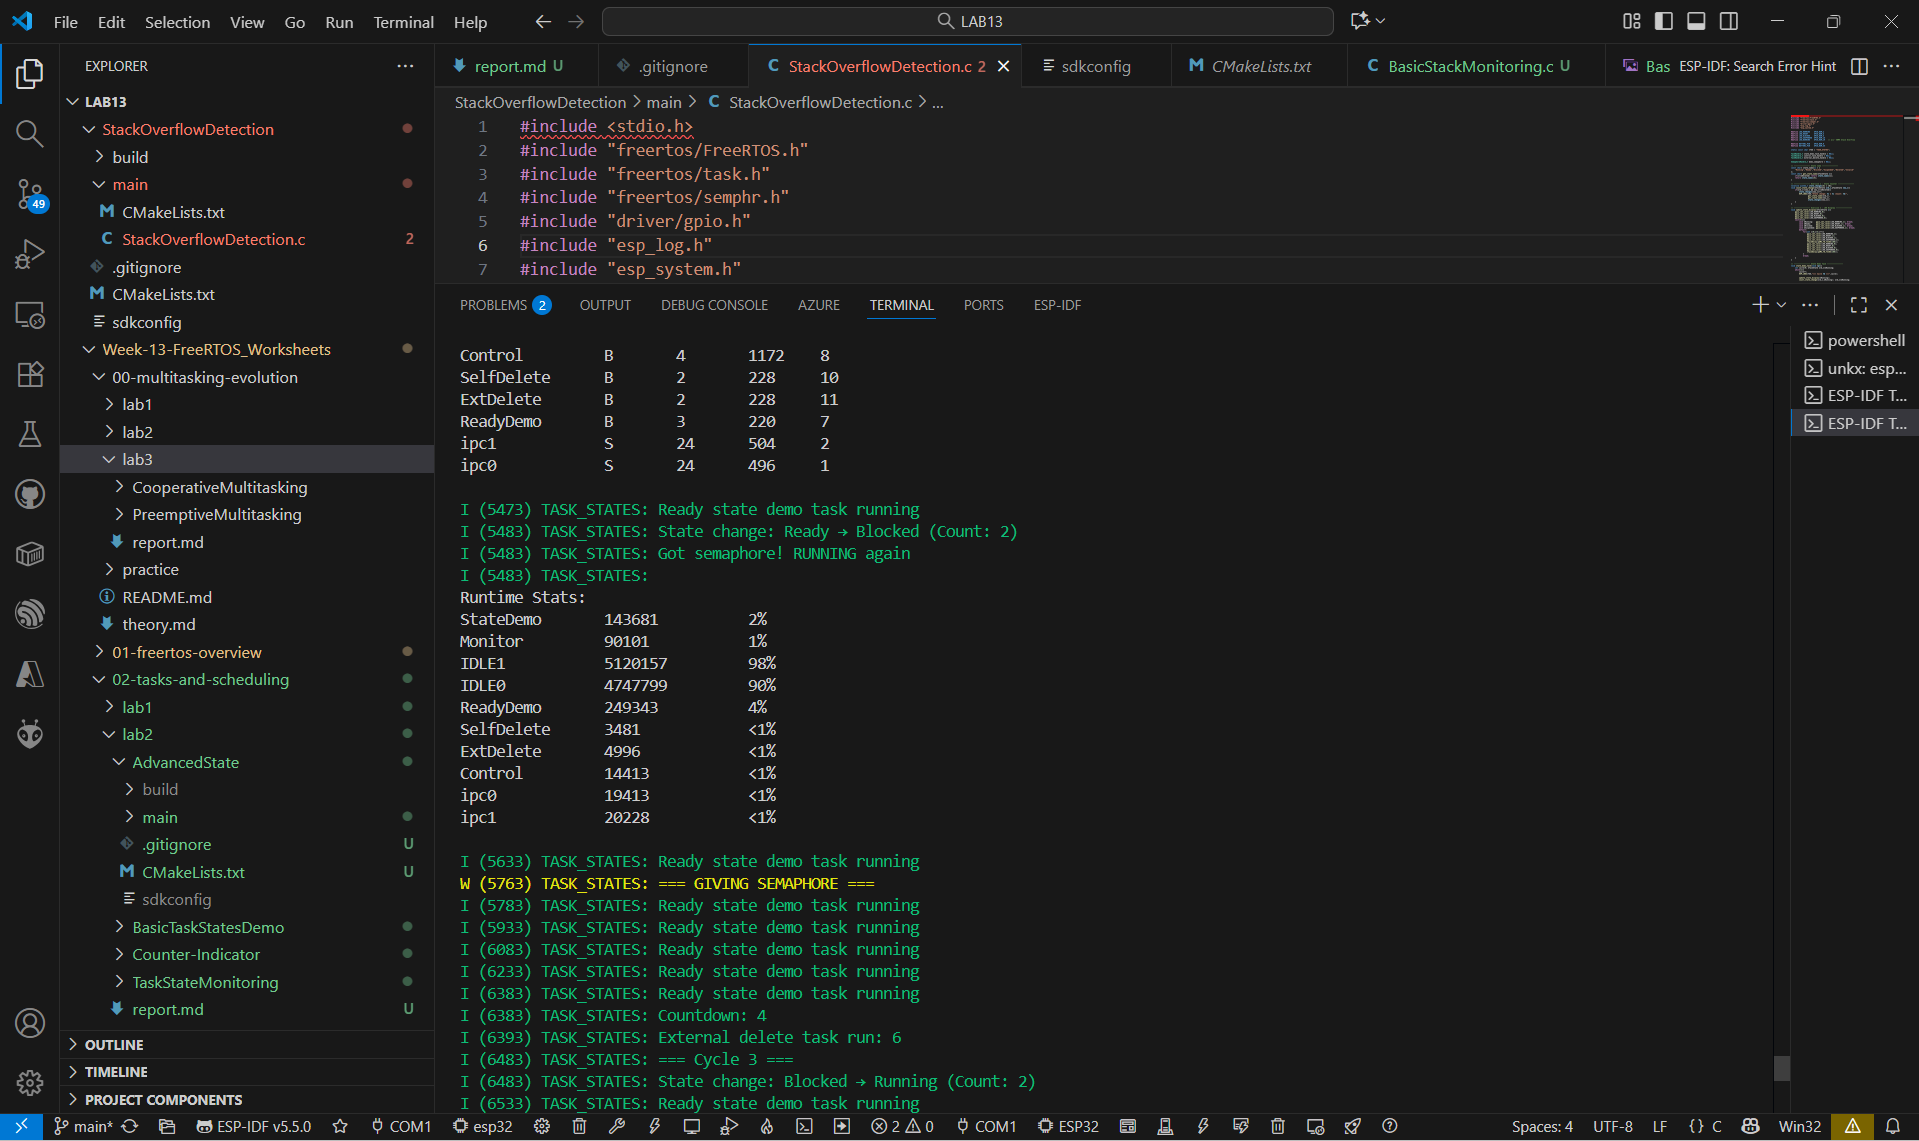 File Edit Selection View Go Run Terminal Help
LAB13
EXPLORER
LAB13
StackOverflowDetection
build
main
CMakeLists.txt
StackOverflowDetection.c 2
.gitignore
CMakeLists.txt
sdkconfig
Week-13-FreeRTOS_Worksheets
00-multitasking-evolution
lab1
lab2
lab3
CooperativeMultitasking
PreemptiveMultitasking
report.md
practice
README.md
theory.md
01-freertos-overview
02-tasks-and-scheduling
lab1
lab2
AdvancedState
build
main
.gitignore U
CMakeLists.txt U
sdkconfig
BasicTaskStatesDemo
Counter-Indicator
TaskStateMonitoring
report.md U
OUTLINE
TIMELINE
PROJECT COMPONENTS
49
report.md U
.gitignore
StackOverflowDetection.c 2
sdkconfig
CMakeLists.txt
BasicStackMonitoring.c U
Bas
ESP-IDF: Search Error Hint
StackOverflowDetection > main > C StackOverflowDetection.c > ...
1 #include <stdio.h>
2 #include "freertos/FreeRTOS.h"
3 #include "freertos/task.h"
4 #include "freertos/semphr.h"
5 #include "driver/gpio.h"
6 #include "esp_log.h"
7 #include "esp_system.h"
PROBLEMS 2 OUTPUT DEBUG CONSOLE AZURE TERMINAL PORTS ESP-IDF
Control B 4 1172 8
SelfDelete B 2 228 10
ExtDelete B 2 228 11
ReadyDemo B 3 220 7
ipc1 S 24 504 2
ipc0 S 24 496 1
I (5473) TASK_STATES: Ready state demo task running
I (5483) TASK_STATES: State change: Ready → Blocked (Count: 2)
I (5483) TASK_STATES: Got semaphore! RUNNING again
I (5483) TASK_STATES:
Runtime Stats:
StateDemo 143681 2%
Monitor 90101 1%
IDLE1 5120157 98%
IDLE0 4747799 90%
ReadyDemo 249343 4%
SelfDelete 3481 <1%
ExtDelete 4996 <1%
Control 14413 <1%
ipc0 19413 <1%
ipc1 20228 <1%
I (5633) TASK_STATES: Ready state demo task running
W (5763) TASK_STATES: === GIVING SEMAPHORE ===
I (5783) TASK_STATES: Ready state demo task running
I (5933) TASK_STATES: Ready state demo task running
I (6083) TASK_STATES: Ready state demo task running
I (6233) TASK_STATES: Ready state demo task running
I (6383) TASK_STATES: Ready state demo task running
I (6383) TASK_STATES: Countdown: 4
I (6393) TASK_STATES: External delete task run: 6
I (6483) TASK_STATES: === Cycle 3 ===
I (6483) TASK_STATES: State change: Blocked → Running (Count: 2)
I (6533) TASK_STATES: Ready state demo task running
powershell
unkx: esp...
ESP-IDF T...
ESP-IDF T...
main* ESP-IDF v5.5.0 COM1 esp32 2 0 COM1 ESP32 Spaces: 4 UTF-8 LF {} C Win32